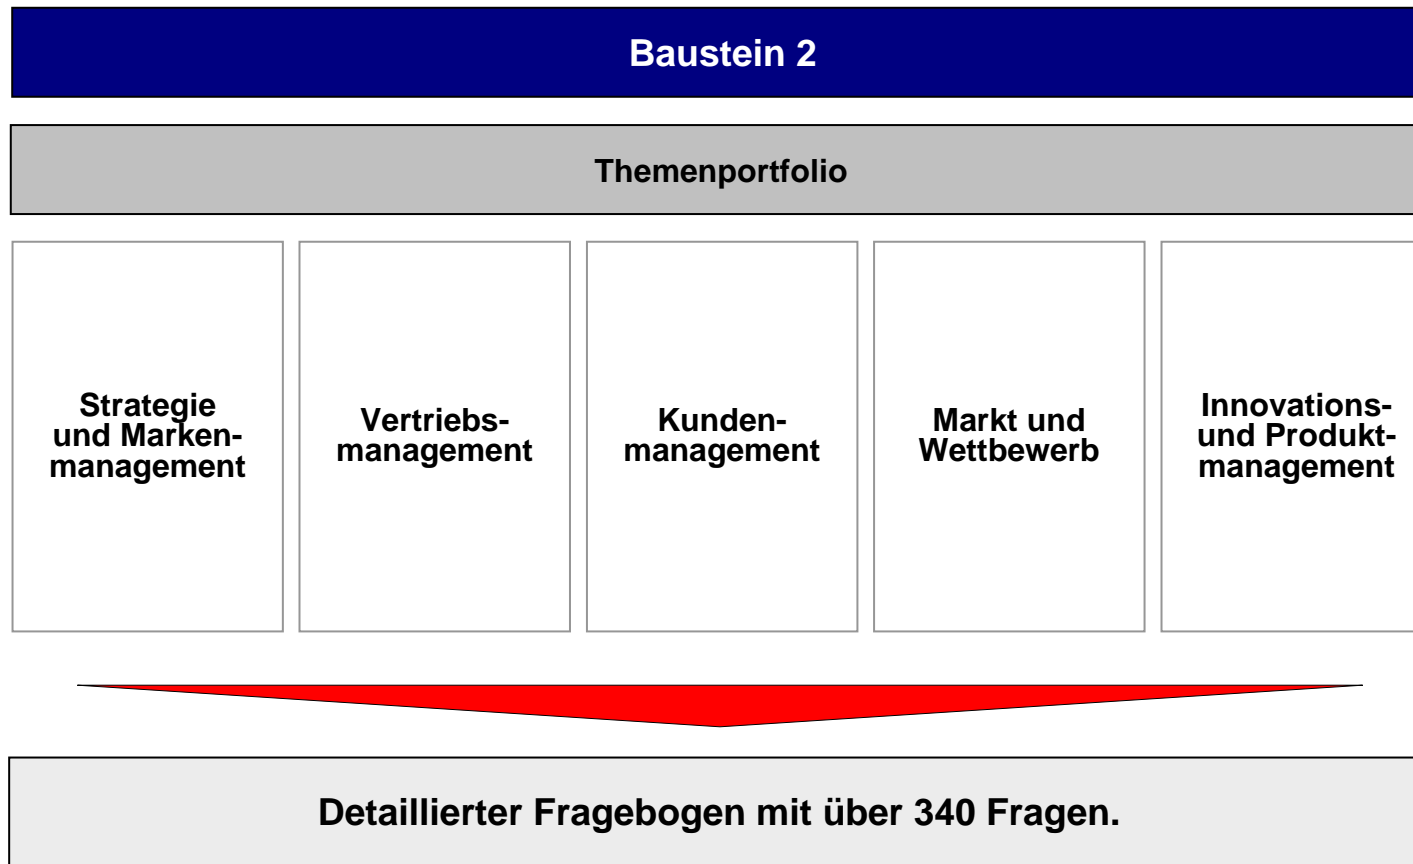 Baustein 2
Themenportfolio
Strategie
und Marken-
management
Vertriebs-
management
Kunden-
management
Markt und
Wettbewerb
Innovations-
und Produkt-
management
Detaillierter Fragebogen mit über 340 Fragen.